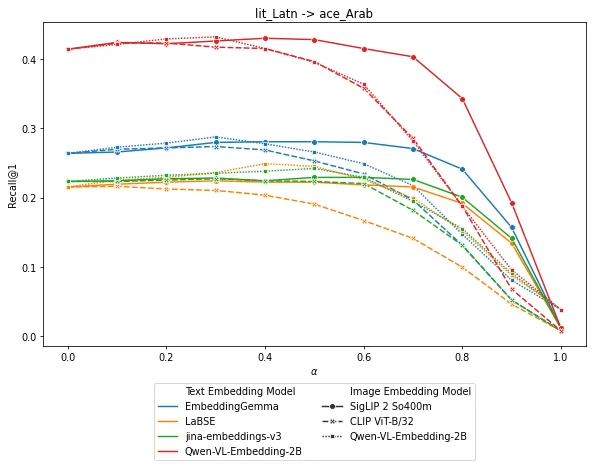 lit_Latn -> ace_Arab
Recall@1
0.4
0.3
0.2
0.1
0.0
0.0 0.2 0.4 0.6 0.8 1.0
α
Text Embedding Model
EmbeddingGemma
LaBSE
jina-embeddings-v3
Qwen-VL-Embedding-2B
Image Embedding Model
SigLIP 2 So400m
CLIP ViT-B/32
Qwen-VL-Embedding-2B